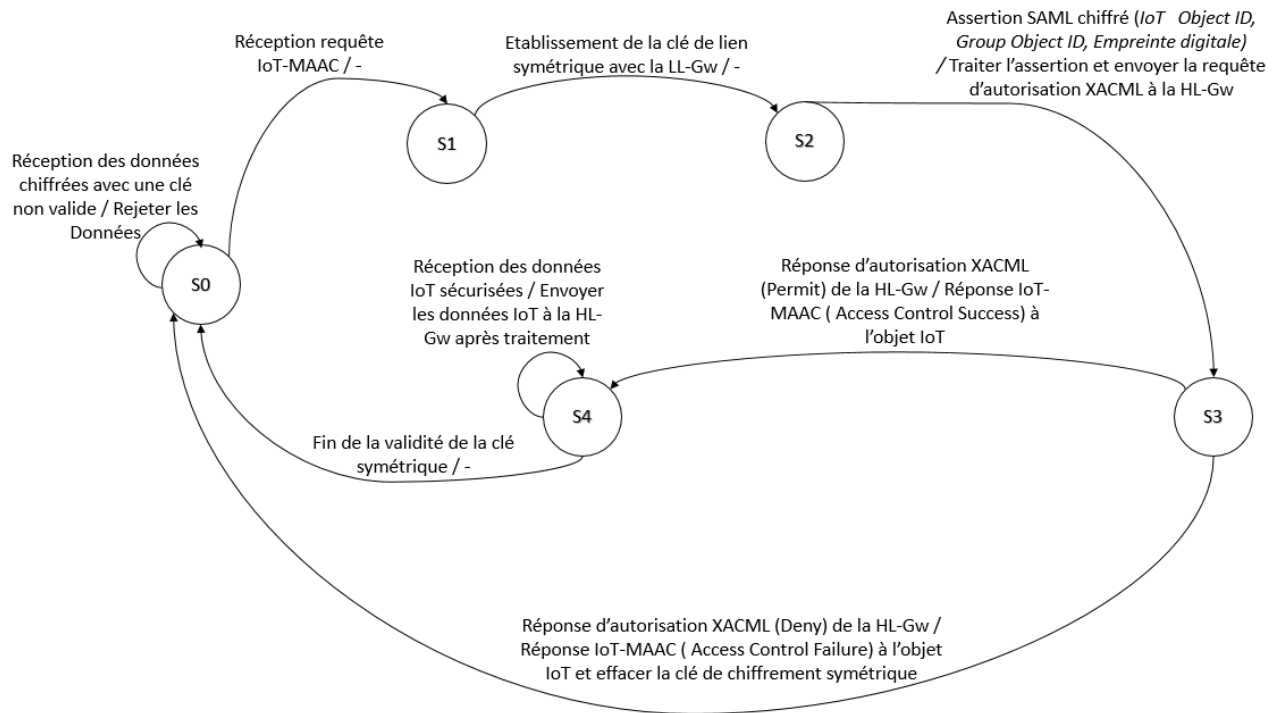 Réception requête
IoT-MAAC / -
Etablissement de la clé de lien
symétrique avec la LL-Gw / -
Assertion SAML chiffré (IoT Object ID,
Group Object ID, Empreinte digitale)
/ Traiter l'assertion et envoyer la requête
d'autorisation XACML à la HL-Gw
S1
S2
Réception des données
chiffrées avec une clé
non valide / Rejeter les
Données
S0
Réception des données
IoT sécurisées / Envoyer
les données IoT à la HL-
Gw après traitement
Réponse d'autorisation XACML
(Permit) de la HL-Gw / Réponse IoT-
MAAC ( Access Control Success) à
l'objet IoT
S4
S3
Fin de la validité de la clé
symétrique / -
Réponse d'autorisation XACML (Deny) de la HL-Gw /
Réponse IoT-MAAC ( Access Control Failure) à l'objet
IoT et effacer la clé de chiffrement symétrique